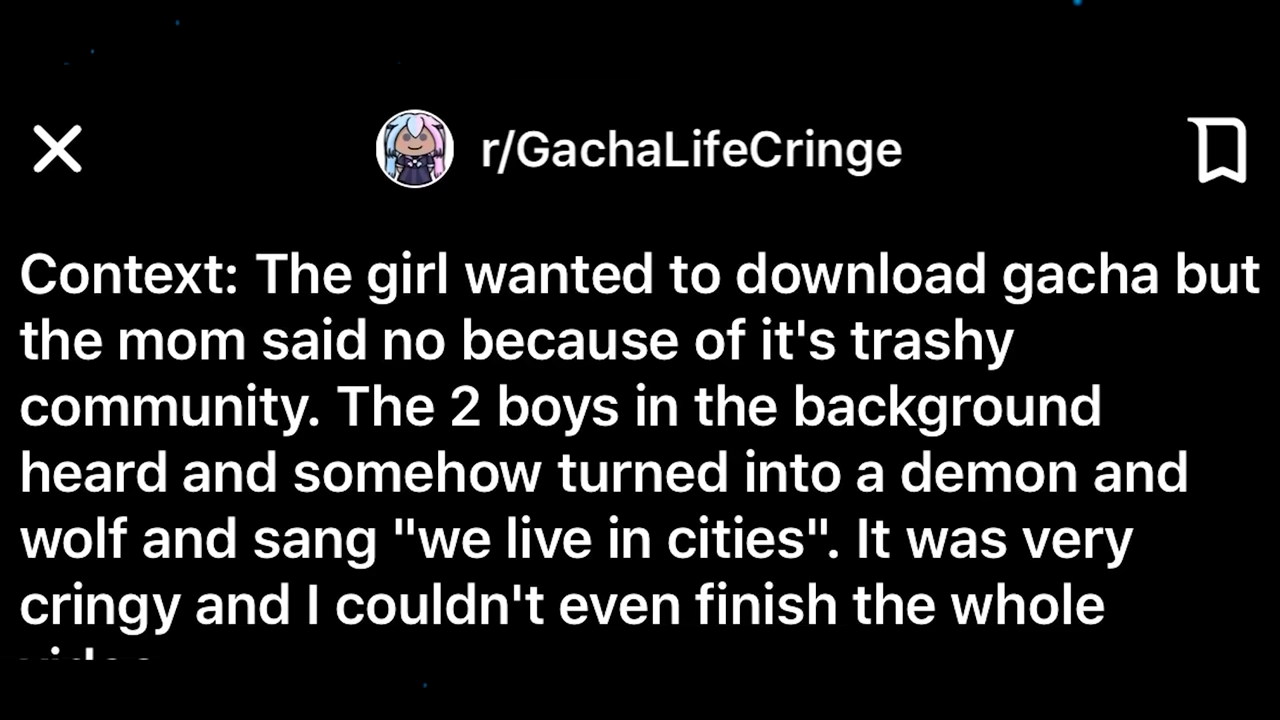 r/GachaLifeCringe
Context: The girl wanted to download gacha but
the mom said no because of it's trashy
community. The 2 boys in the background
heard and somehow turned into a demon and
wolf and sang "we live in cities". It was very
cringy and I couldn't even finish the whole